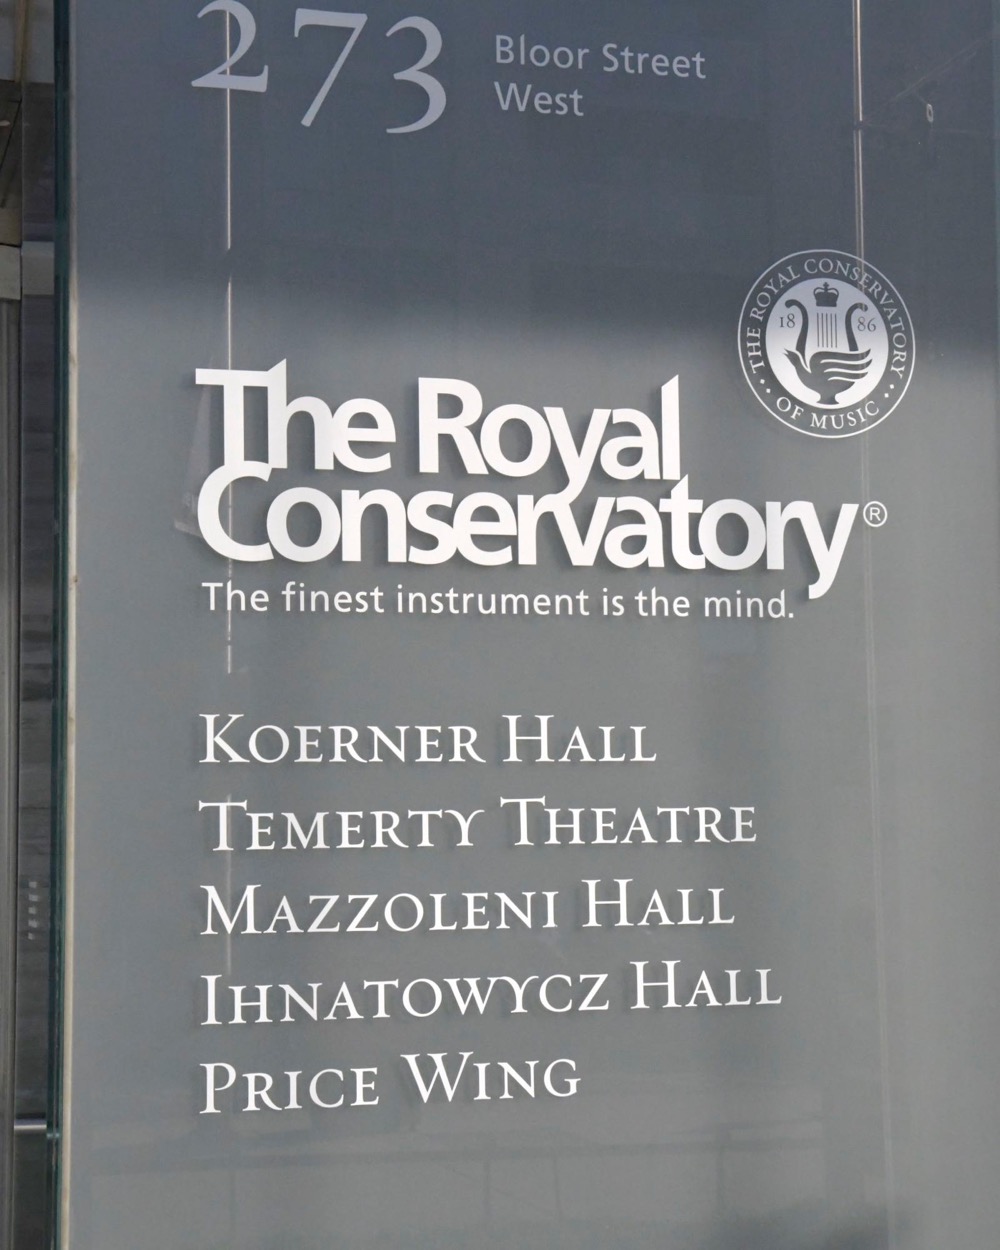 273 Bloor Street
West
THE ROYAL CONSERVATORY
OF MUSIC
18 86
The Royal
Conservatory®
The finest instrument is the mind.
KOERNER HALL
TEMERTY THEATRE
MAZZOLENI HALL
IHNATOWYCZ HALL
PRICE WING